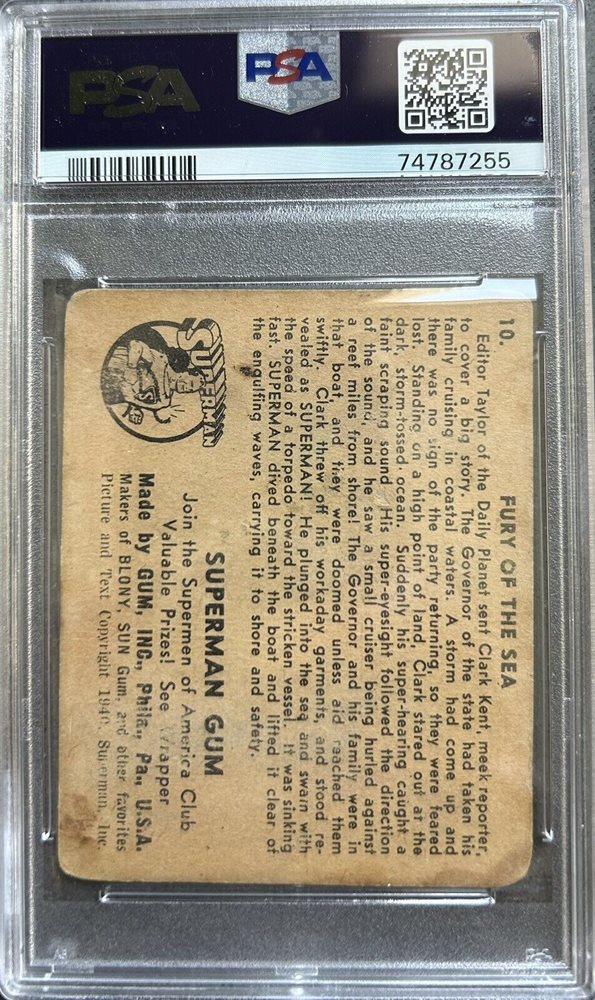 PSA
PSA
74787255
10. FURY OF THE SEA
Editor Taylor of the Daily Planet sent Clark Kent, meek reporter,
to cover a big story. The Governor of the state had taken his
family cruising in coastal waters. A storm had come up and
there was no sign of the party returning, so they were feared
lost. Standing on a high point of land, Clark stared out at the
dark, storm-tossed ocean. Suddenly his super-hearing caught a
faint scraping sound. His super-eyesight followed the direction
of the sound, and he saw a small cruiser being hurled against
a reef miles from shore! The Governor and his family were in
that boat, and they were doomed unless aid reached them
swiftly. Clark threw off his workaday garments, and stood re-
vealed as SUPERMAN! He plunged into the sea and swam with
the speed of a torpedo toward the stricken vessel. It was sinking
fast. SUPERMAN dived beneath the boat and lifted it clear of
the engulfing waves, carrying it to shore and safety.
SUPERMAN
SUPERMAN GUM
Join the Supermen of America Club
Valuable Prizes! See Wrapper
Made by GUM, INC., Phila., Pa., U.S.A.
Makers of BLONY, SUN Gum, and other favorites
Picture and Text Copyright 1940, Superman, Inc.